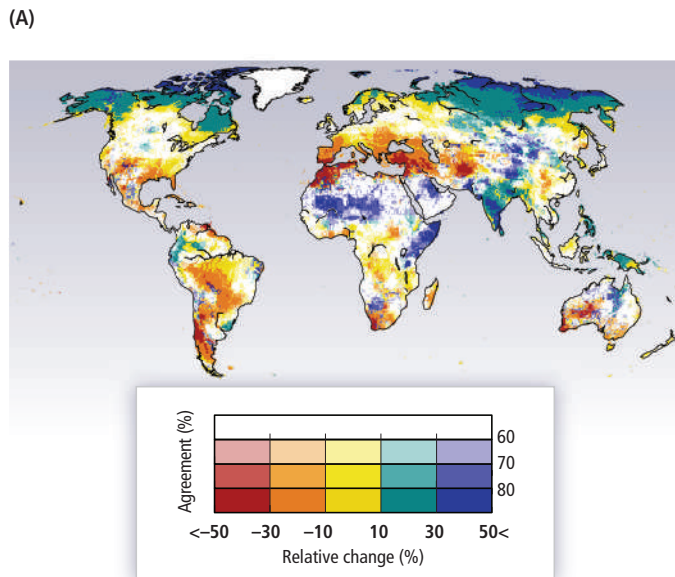 (A)
Agreement (%)
60
70
80
<–50 –30 –10 10 30 50<
Relative change (%)